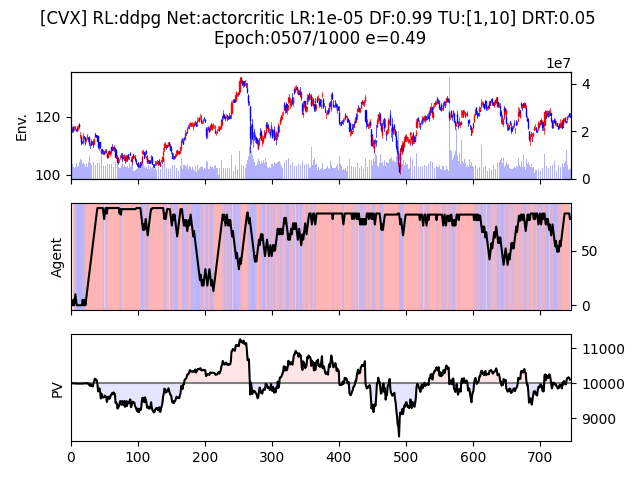 [CVX] RL:ddpg Net:actorcritic LR:1e-05 DF:0.99 TU:[1,10] DRT:0.05
Epoch:0507/1000 e=0.49
1e7
Env.
120
100
4
2
0
Agent
50
0
PV
11000
10000
9000
0 100 200 300 400 500 600 700